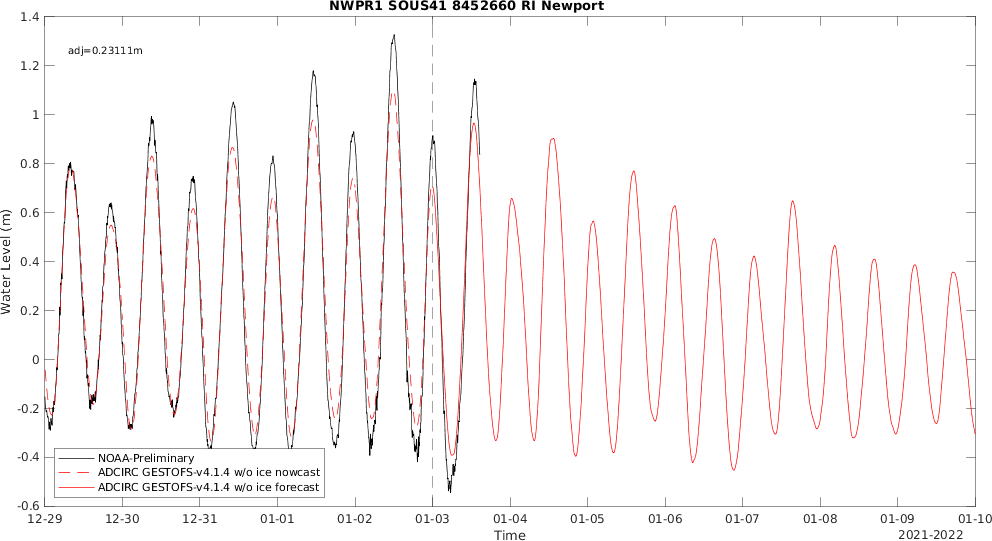 NWPR1 SOUS41 8452660 RI Newport
adj=0.23111m
1.4
1.2
1
0.8
0.6
0.4
0.2
0
-0.2
-0.4
-0.6
Water Level (m)
NOAA-Preliminary
ADCIRC GESTOFS-v4.1.4 w/o ice nowcast
ADCIRC GESTOFS-v4.1.4 w/o ice forecast
12-29 12-30 12-31 01-01 01-02 01-03 01-04 01-05 01-06 01-07 01-08 01-09 01-10
Time
2021-2022